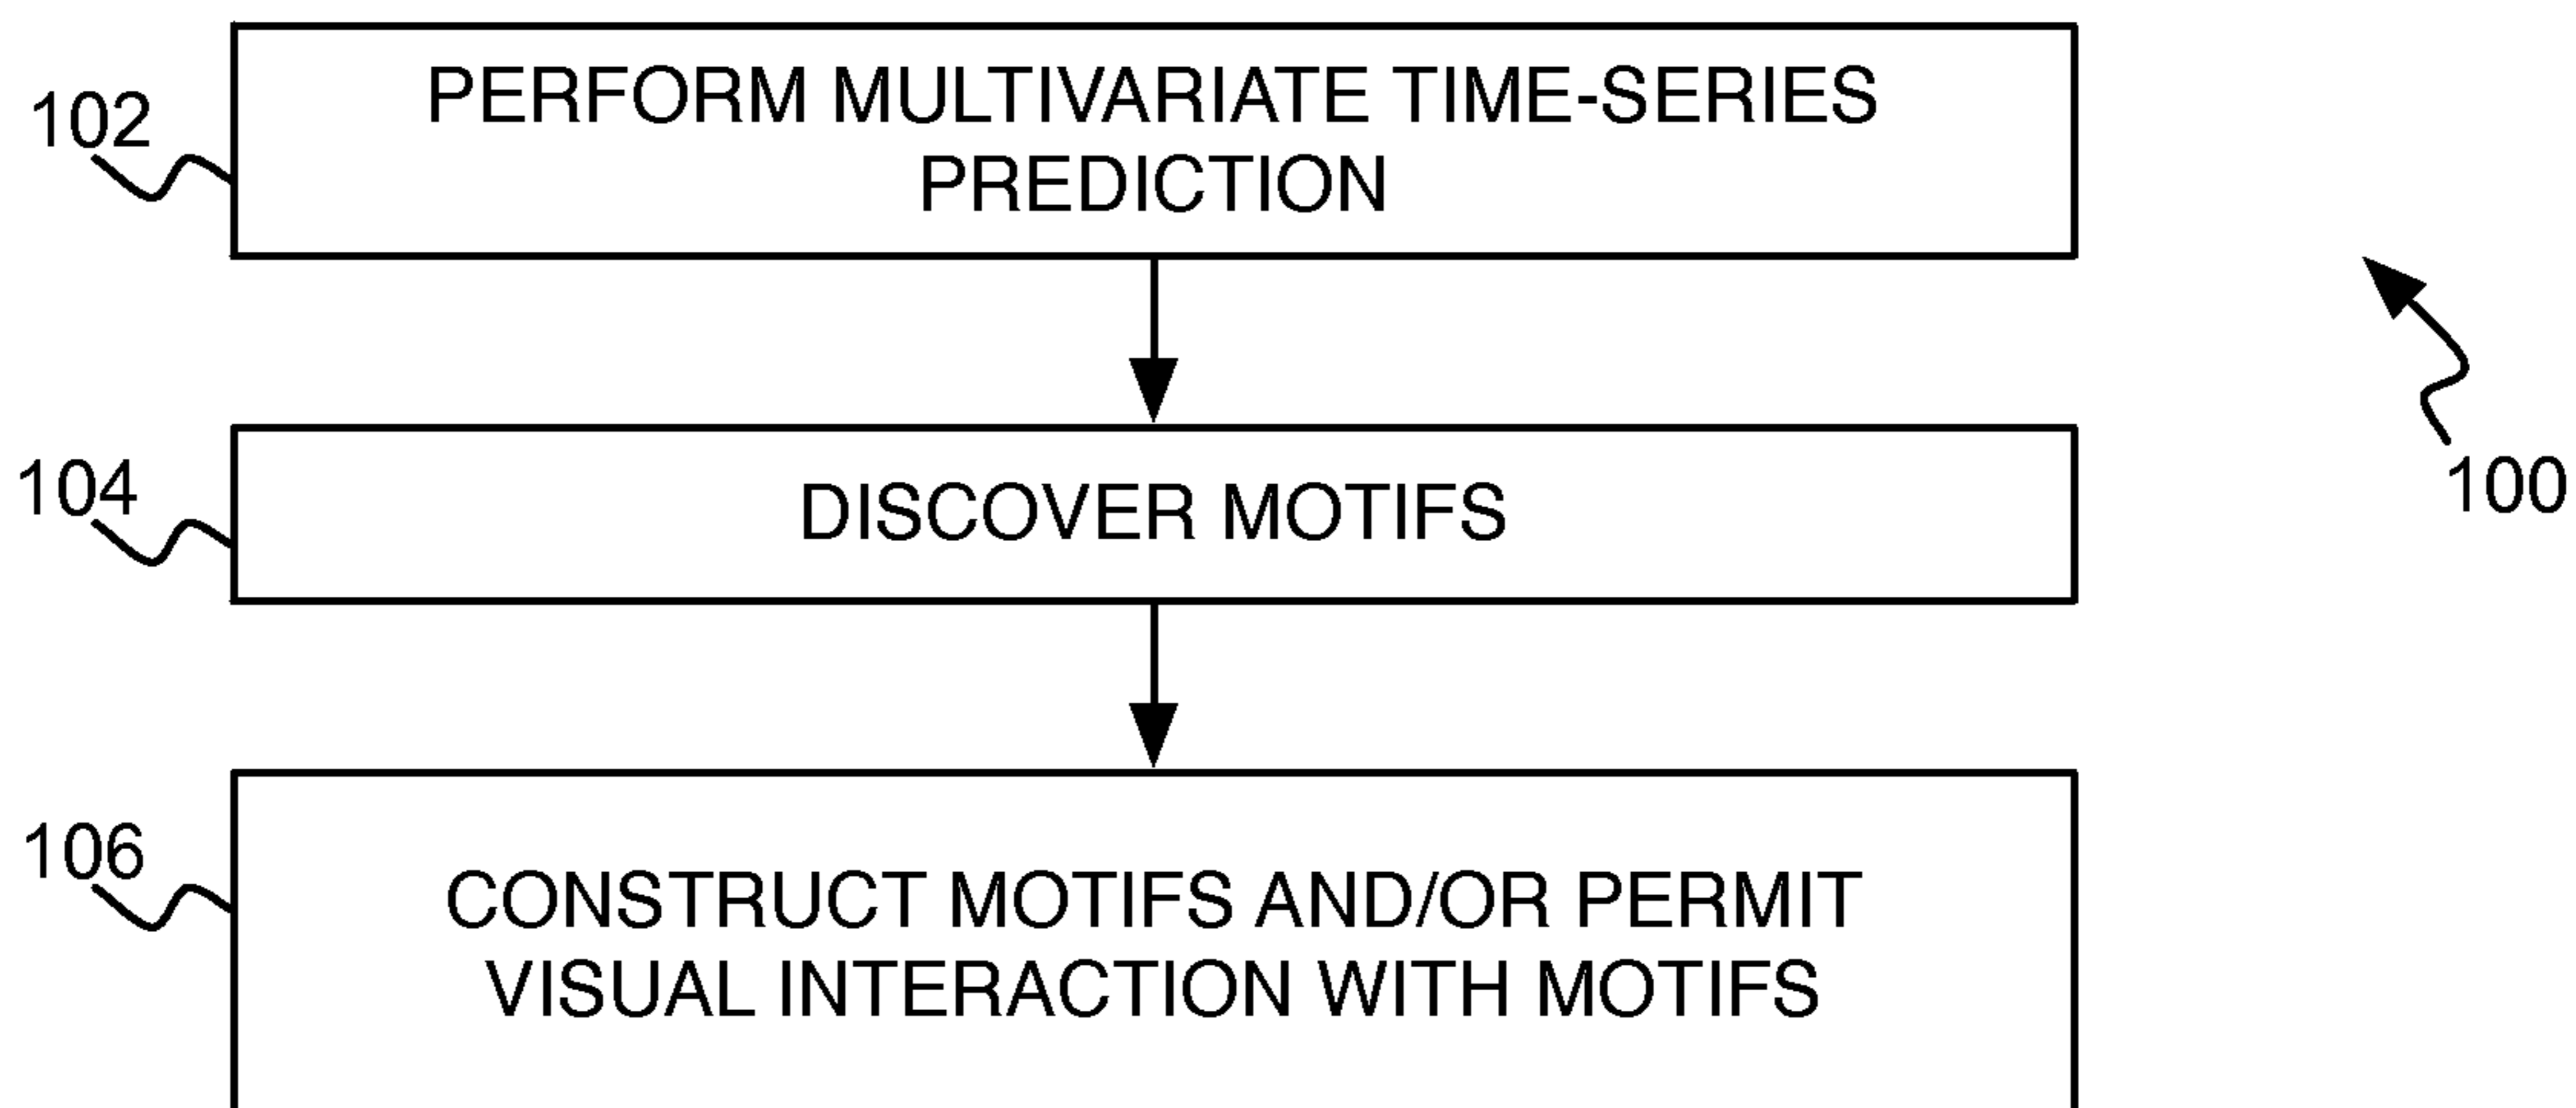 102
PERFORM MULTIVARIATE TIME-SERIES
PREDICTION
104
DISCOVER MOTIFS
100
106
CONSTRUCT MOTIFS AND/OR PERMIT
VISUAL INTERACTION WITH MOTIFS